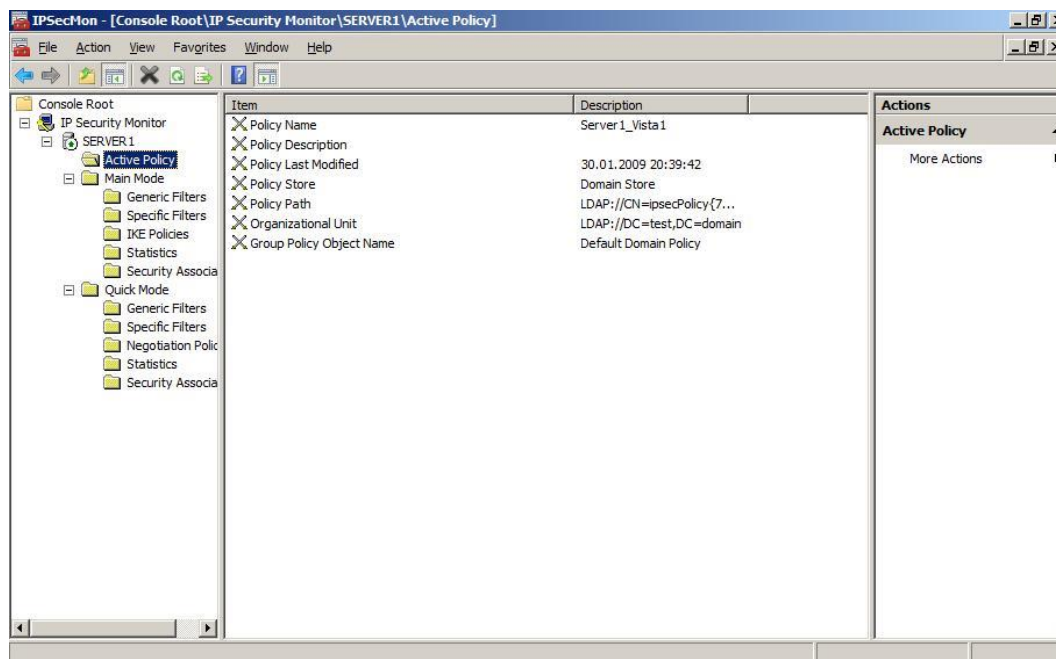 IPSecMon - [Console Root\IP Security Monitor\SERVER1\Active Policy]
File Action View Favorites Window Help
Console Root
IP Security Monitor
SERVER1
Active Policy
Main Mode
Generic Filters
Specific Filters
IKE Policies
Statistics
Security Associa
Quick Mode
Generic Filters
Specific Filters
Negotiation Polic
Statistics
Security Associa
Item Description
Policy Name Server1_Vista1
Policy Description
Policy Last Modified 30.01.2009 20:39:42
Policy Store Domain Store
Policy Path LDAP://CN=ipsecPolicy{7...
Organizational Unit LDAP://DC=test,DC=domain
Group Policy Object Name Default Domain Policy
Actions
Active Policy
More Actions